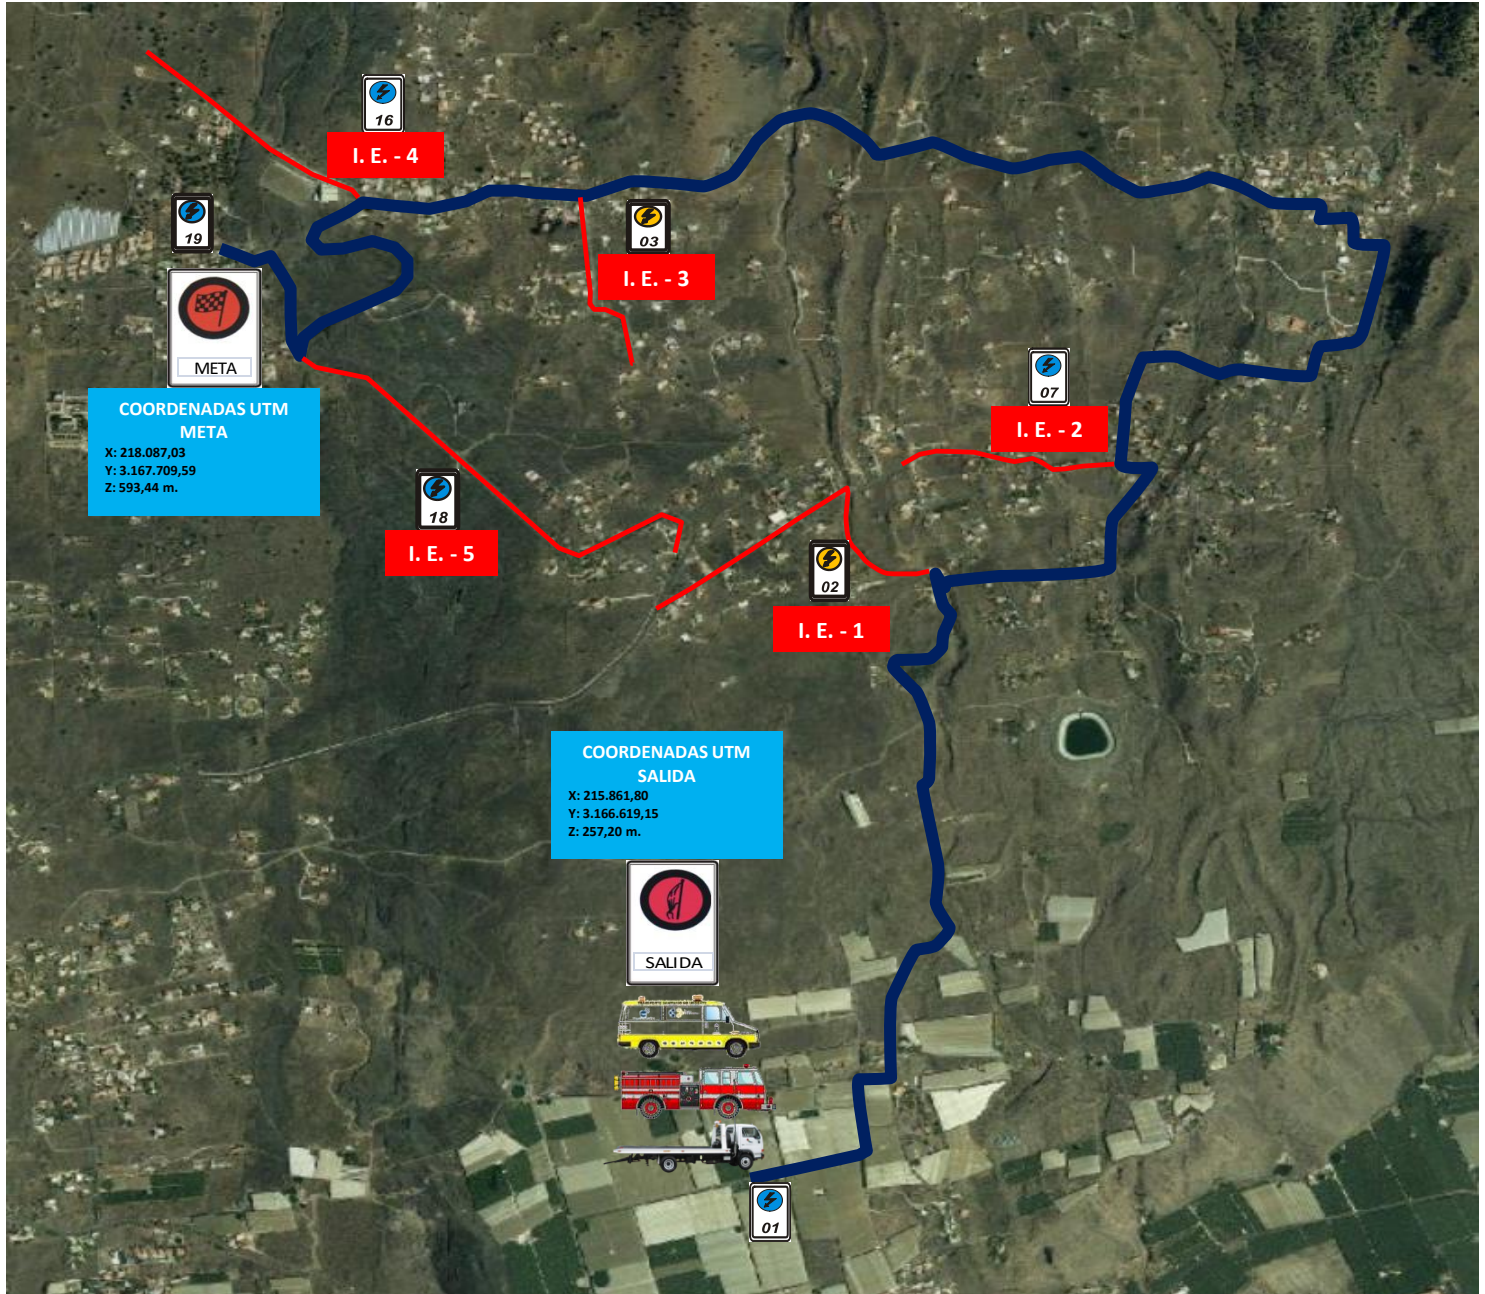 16
I. E. - 4
19
03
I. E. - 3
META
COORDENADAS UTM
META
X: 218.087,03
Y: 3.167.709,59
Z: 593,44 m.
07
I. E. - 2
18
I. E. - 5
02
I. E. - 1
COORDENADAS UTM
SALIDA
X: 215.861,80
Y: 3.166.619,15
Z: 257,20 m.
SALIDA
01